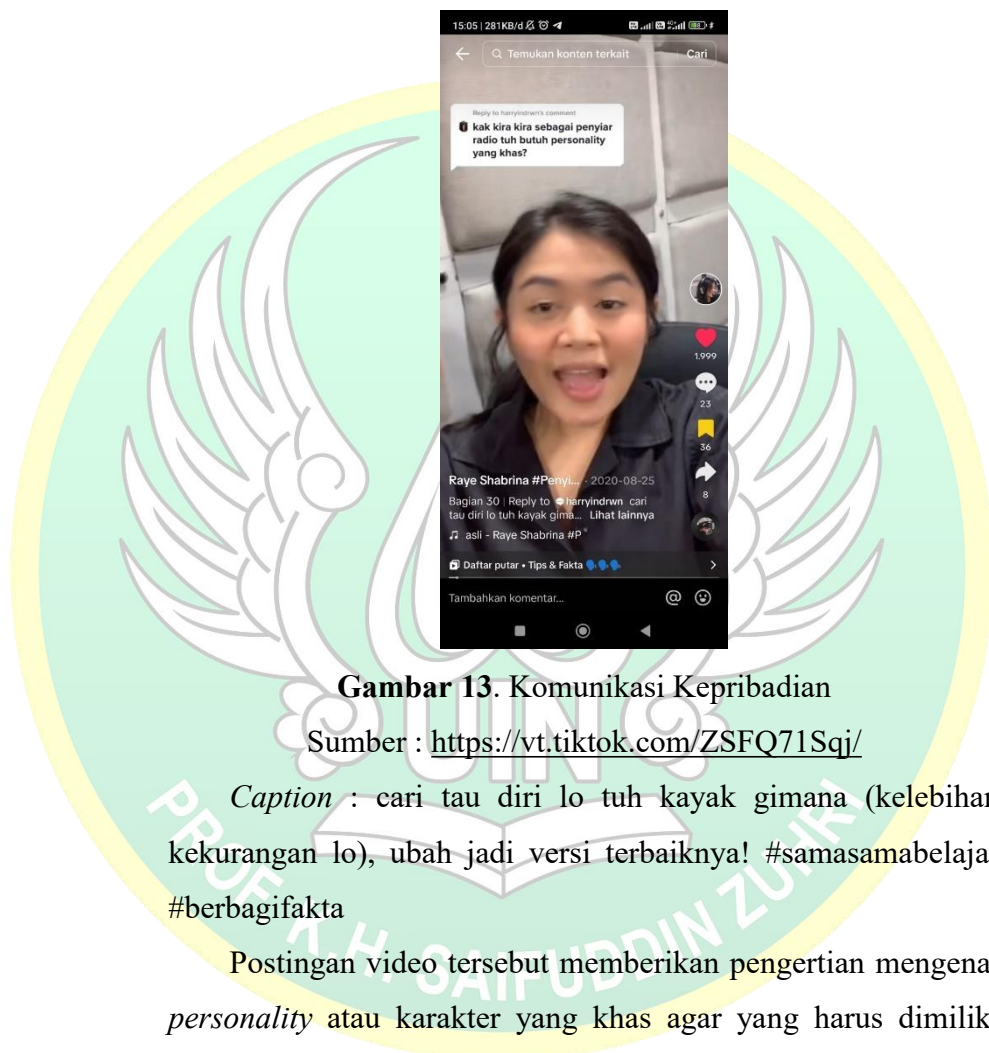 15:05 | 281KB/d
Temukan konten terkait
Cari
Reply to harryindrwn's comment
kak kira kira sebagai penyiar
radio tuh butuh personality
yang khas?
1.999
23
36
8
Raye Shabrina #Penyi... · 2020-08-25
Bagian 30 | Reply to harryindrwn cari
tau diri lo tuh kayak gima... Lihat lainnya
asli - Raye Shabrina #P
Daftar putar • Tips & Fakta
Tambahkan komentar...
Gambar 13. Komunikasi Kepribadian
Sumber : https://vt.tiktok.com/ZSFQ71Sqj/
Caption : cari tau diri lo tuh kayak gimana (kelebihan
kekurangan lo), ubah jadi versi terbaiknya! #samasamabelaja
#berbagifakta
Postingan video tersebut memberikan pengertian mengena
personality atau karakter yang khas agar yang harus dimilik
UIN
PROF. K.H. SAIFUDDIN ZUHRI